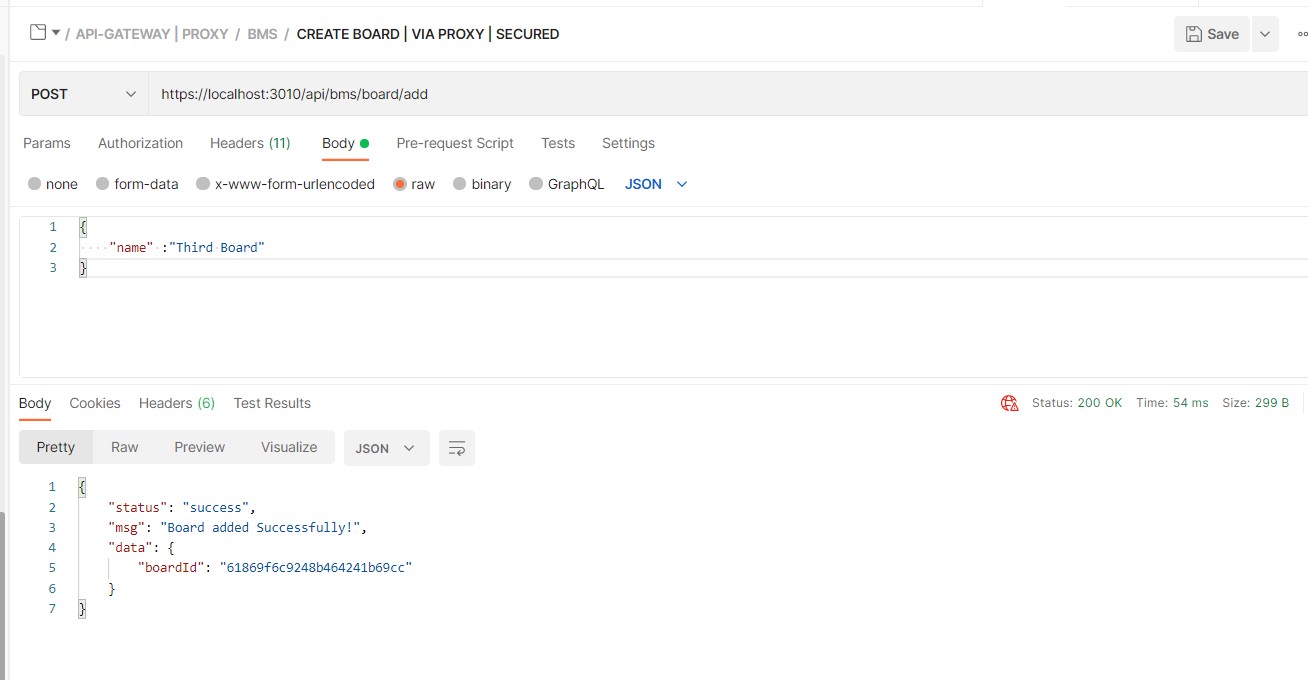 / API-GATEWAY | PROXY / BMS / CREATE BOARD | VIA PROXY | SECURED Save
POST https://localhost:3010/api/bms/board/add
Params Authorization Headers (11) Body Pre-request Script Tests Settings
none form-data x-www-form-urlencoded raw binary GraphQL JSON
1 {
2 "name" :"Third Board"
3 }
Body Cookies Headers (6) Test Results Status: 200 OK Time: 54 ms Size: 299 B
Pretty Raw Preview Visualize JSON
1 {
2 "status": "success",
3 "msg": "Board added Successfully!",
4 "data": {
5 "boardId": "61869f6c9248b464241b69cc"
6 }
7 }